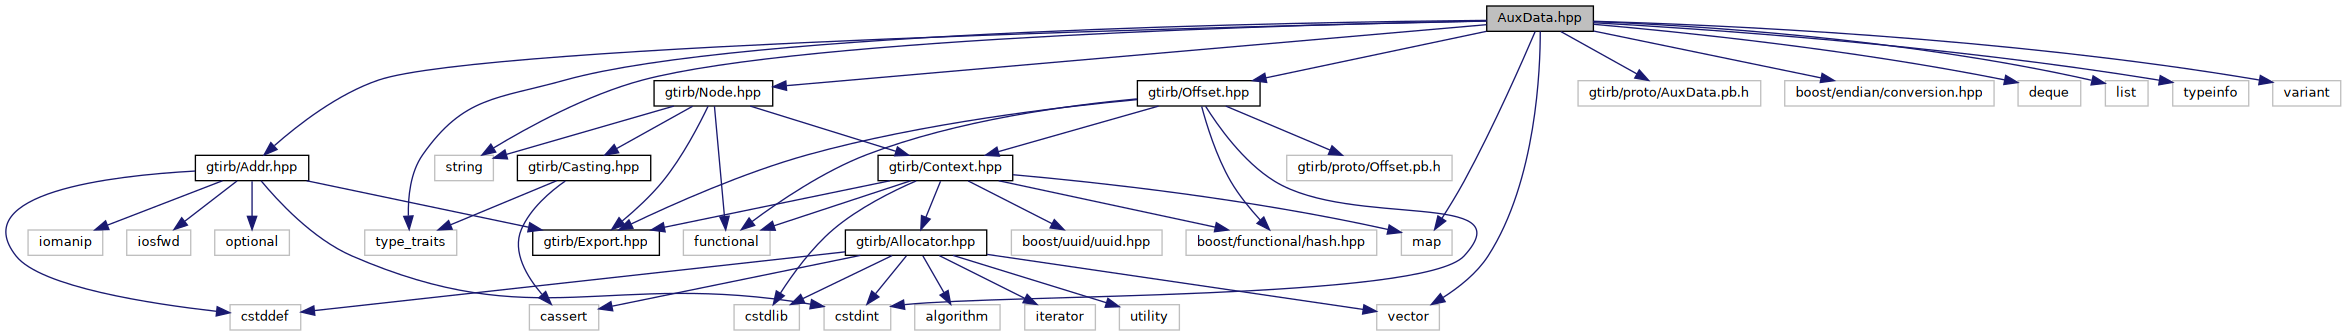 AuxData.hpp
gtirb/Node.hpp
gtirb/Offset.hpp
gtirb/proto/AuxData.pb.h
boost/endian/conversion.hpp
deque
list
typeinfo
variant
gtirb/Addr.hpp
string
gtirb/Casting.hpp
gtirb/Context.hpp
gtirb/proto/Offset.pb.h
iomanip
iosfwd
optional
type_traits
gtirb/Export.hpp
functional
gtirb/Allocator.hpp
boost/uuid/uuid.hpp
boost/functional/hash.hpp
map
cstddef
cassert
cstdlib
cstdint
algorithm
iterator
utility
vector